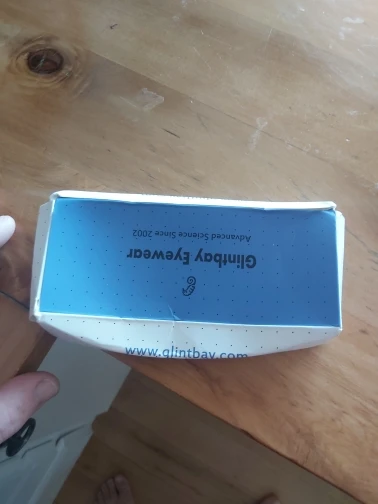 Glintbay Eyewear
Advanced Science Since 2002
www.glintbay.com